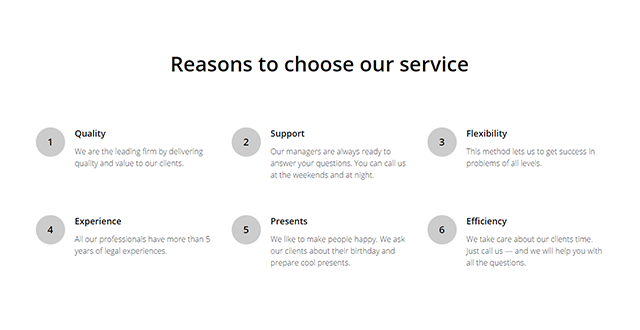 Reasons to choose our service
1
Quality
We are the leading firm by delivering
quality and value to our clients.
2
Support
Our managers are always ready to
answer your questions. You can call us
at the weekends and at night.
3
Flexibility
This method lets us to get success in
problems of all levels.
4
Experience
All our professionals have more than 5
years of legal experiences.
5
Presents
We like to make people happy. We ask
our clients about their birthday and
prepare cool presents.
6
Efficiency
We take care about our clients time.
Just call us — and we will help you with
all the questions.